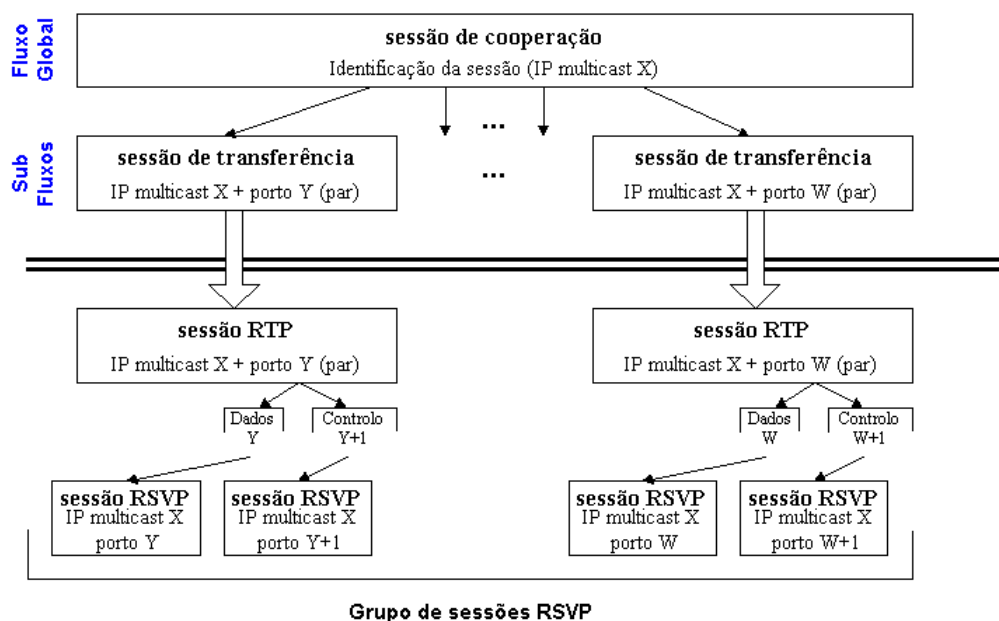 Fluxo
Global
sessão de cooperação
Identificação da sessão (IP multicast X)
...
Sub
Fluxos
sessão de transferência
IP multicast X + porto Y (par)
...
sessão de transferência
IP multicast X + porto W (par)
sessão RTP
IP multicast X + porto Y (par)
sessão RTP
IP multicast X + porto W (par)
Dados
Y
Controlo
Y+1
Dados
W
Controlo
W+1
sessão RSVP
IP multicast X
porto Y
sessão RSVP
IP multicast X
porto Y+1
sessão RSVP
IP multicast X
porto W
sessão RSVP
IP multicast X
porto W+1
Grupo de sessões RSVP